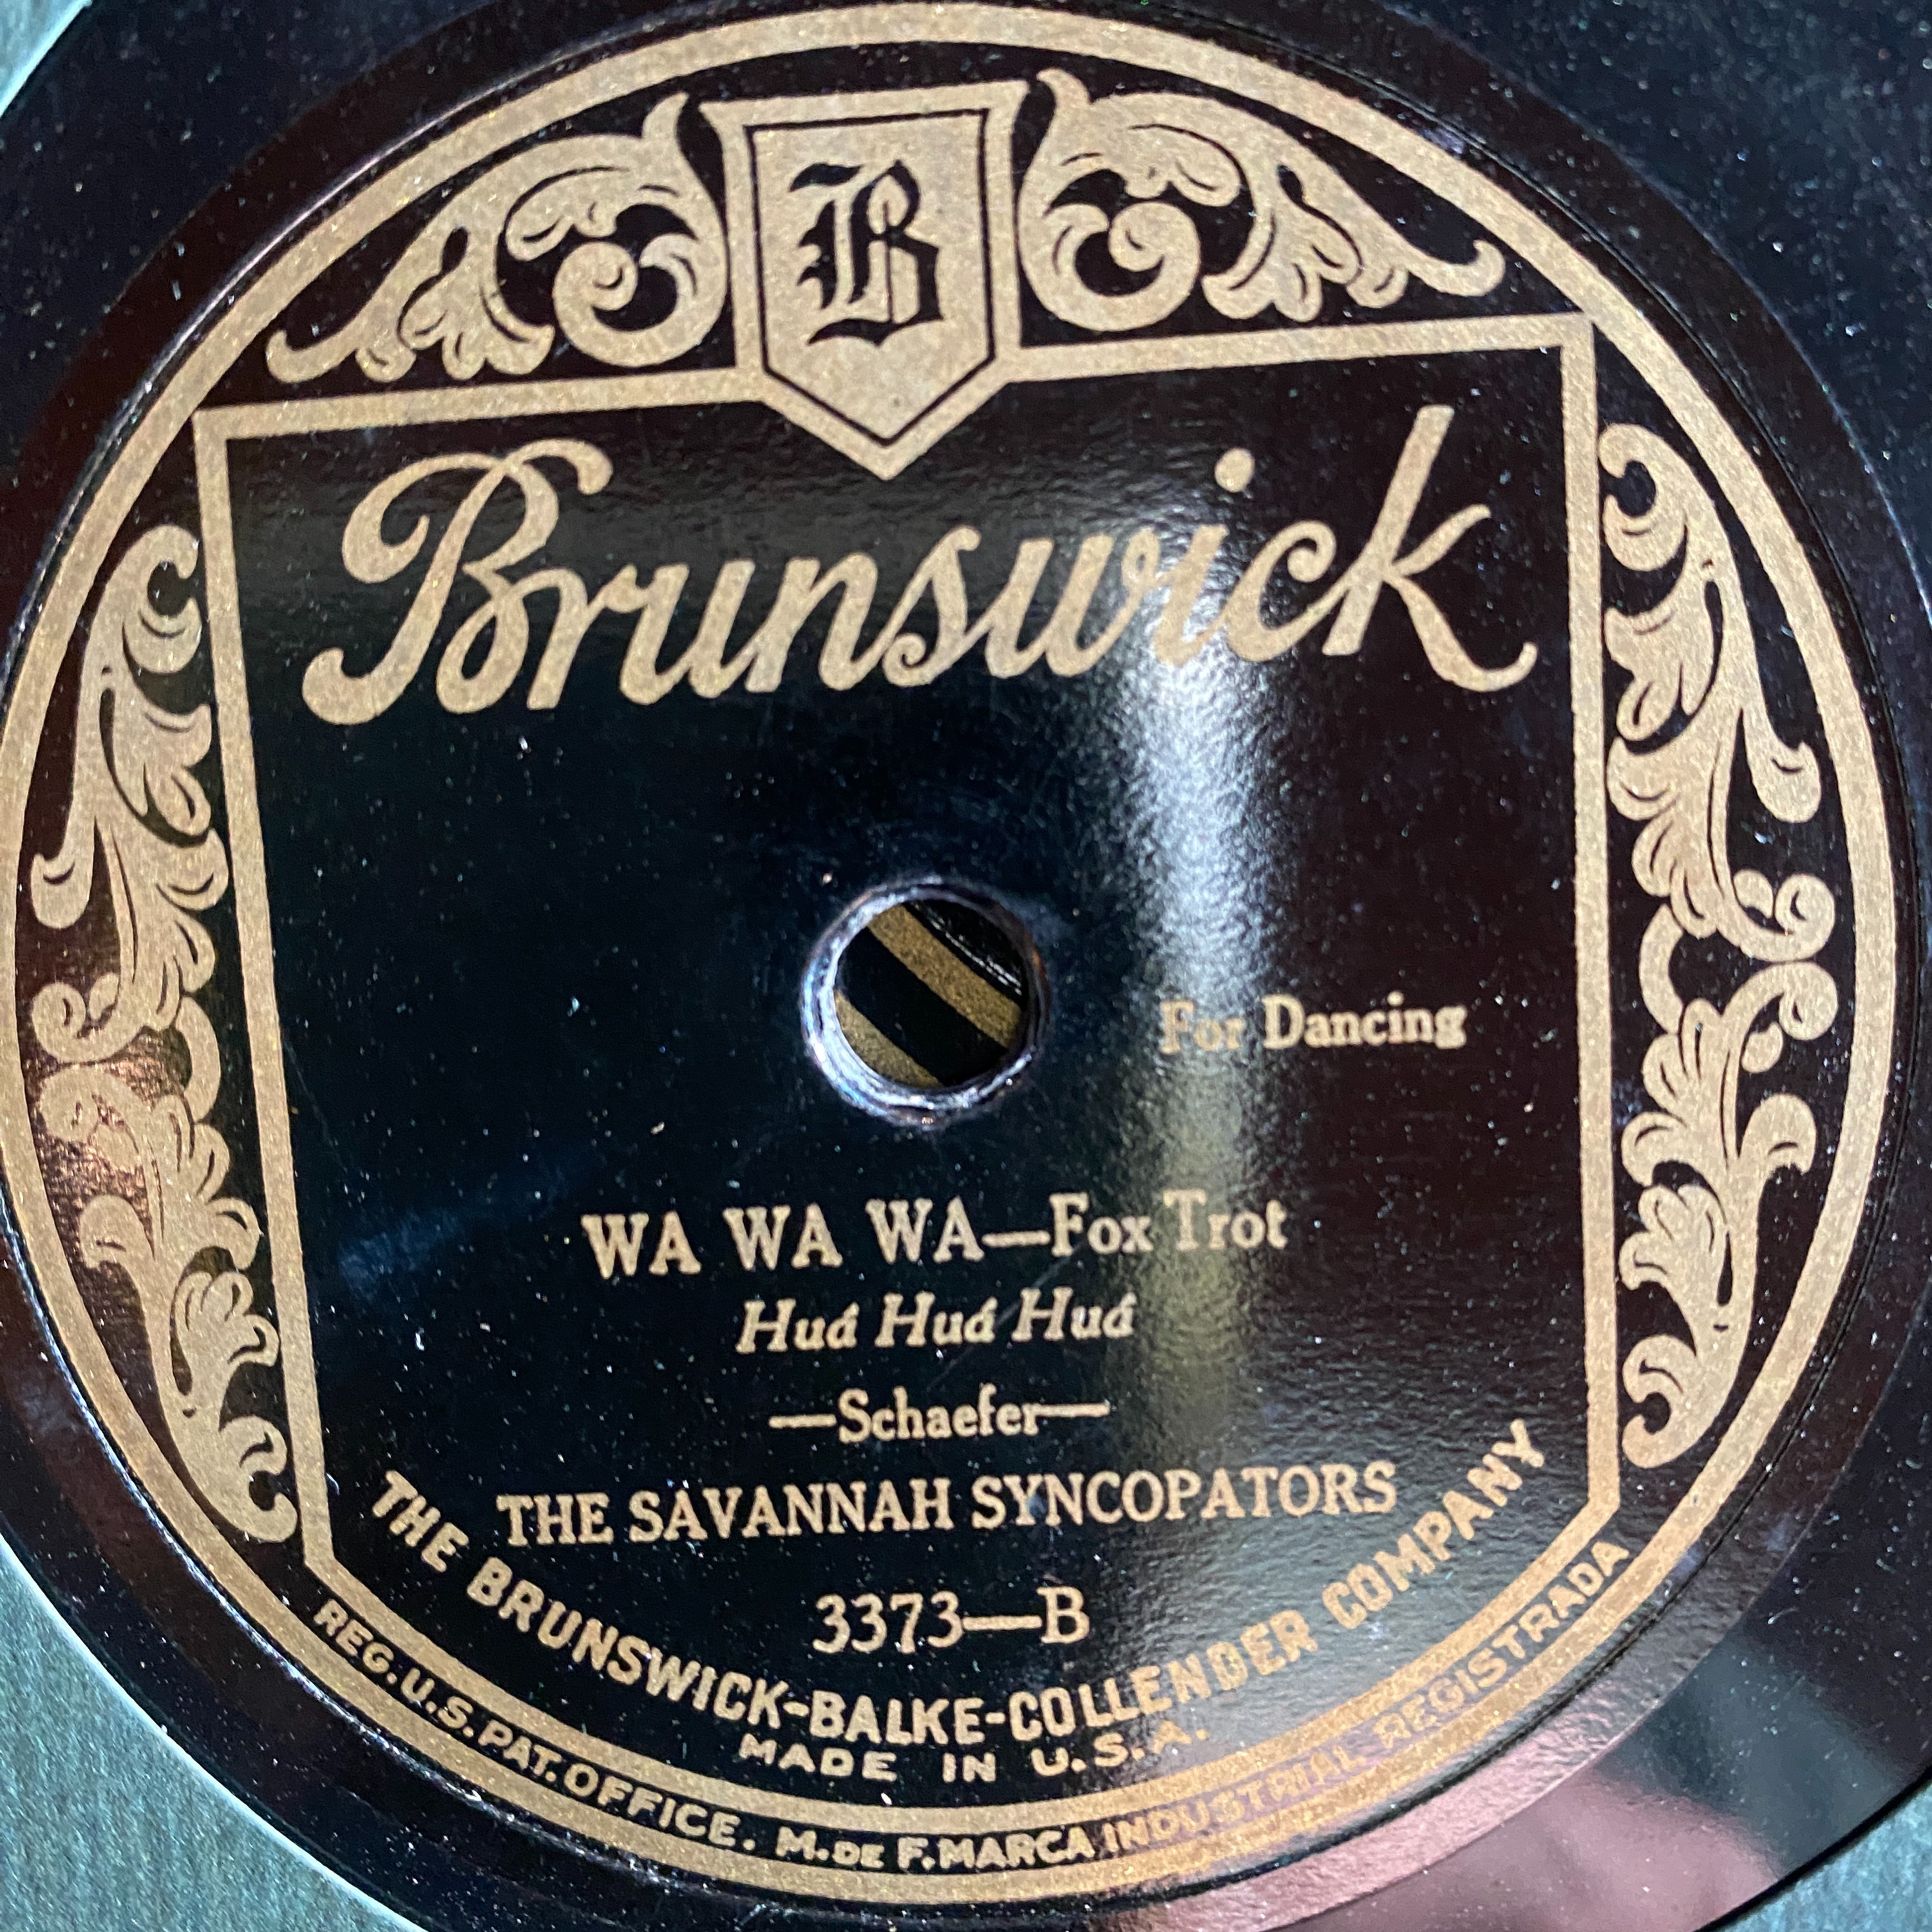 B
Brunswick
For Dancing
WA WA WA—Fox Trot
Huá Huá Huá
—Schaefer—
THE SAVANNAH SYNCOPATORS
3373—B
THE BRUNSWICK-BALKE-COLLENDER COMPANY
MADE IN U.S.A.
REG.U.S.PAT.OFFICE. M.DE F.MARCA INDUSTRIAL REGISTRADA